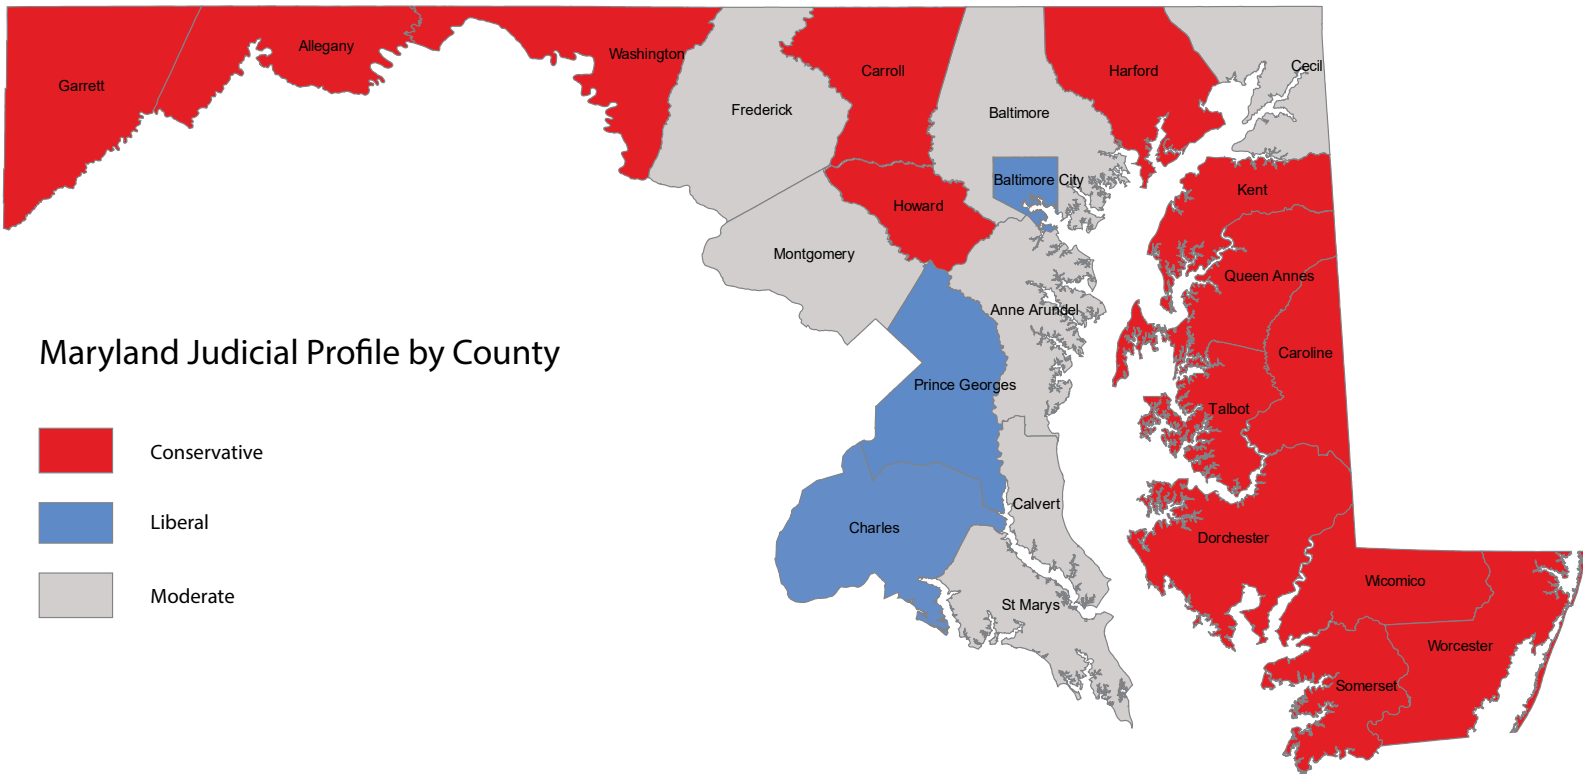 Garrett
Allegany
Washington
Frederick
Carroll
Baltimore
Harford
Cecil
Baltimore City
Howard
Kent
Montgomery
Queen Annes
Anne Arundel
Maryland Judicial Profile by County
Caroline
Prince Georges
Talbot
Conservative
Calvert
Liberal
Charles
Dorchester
Wicomico
Moderate
St Marys
Worcester
Somerset